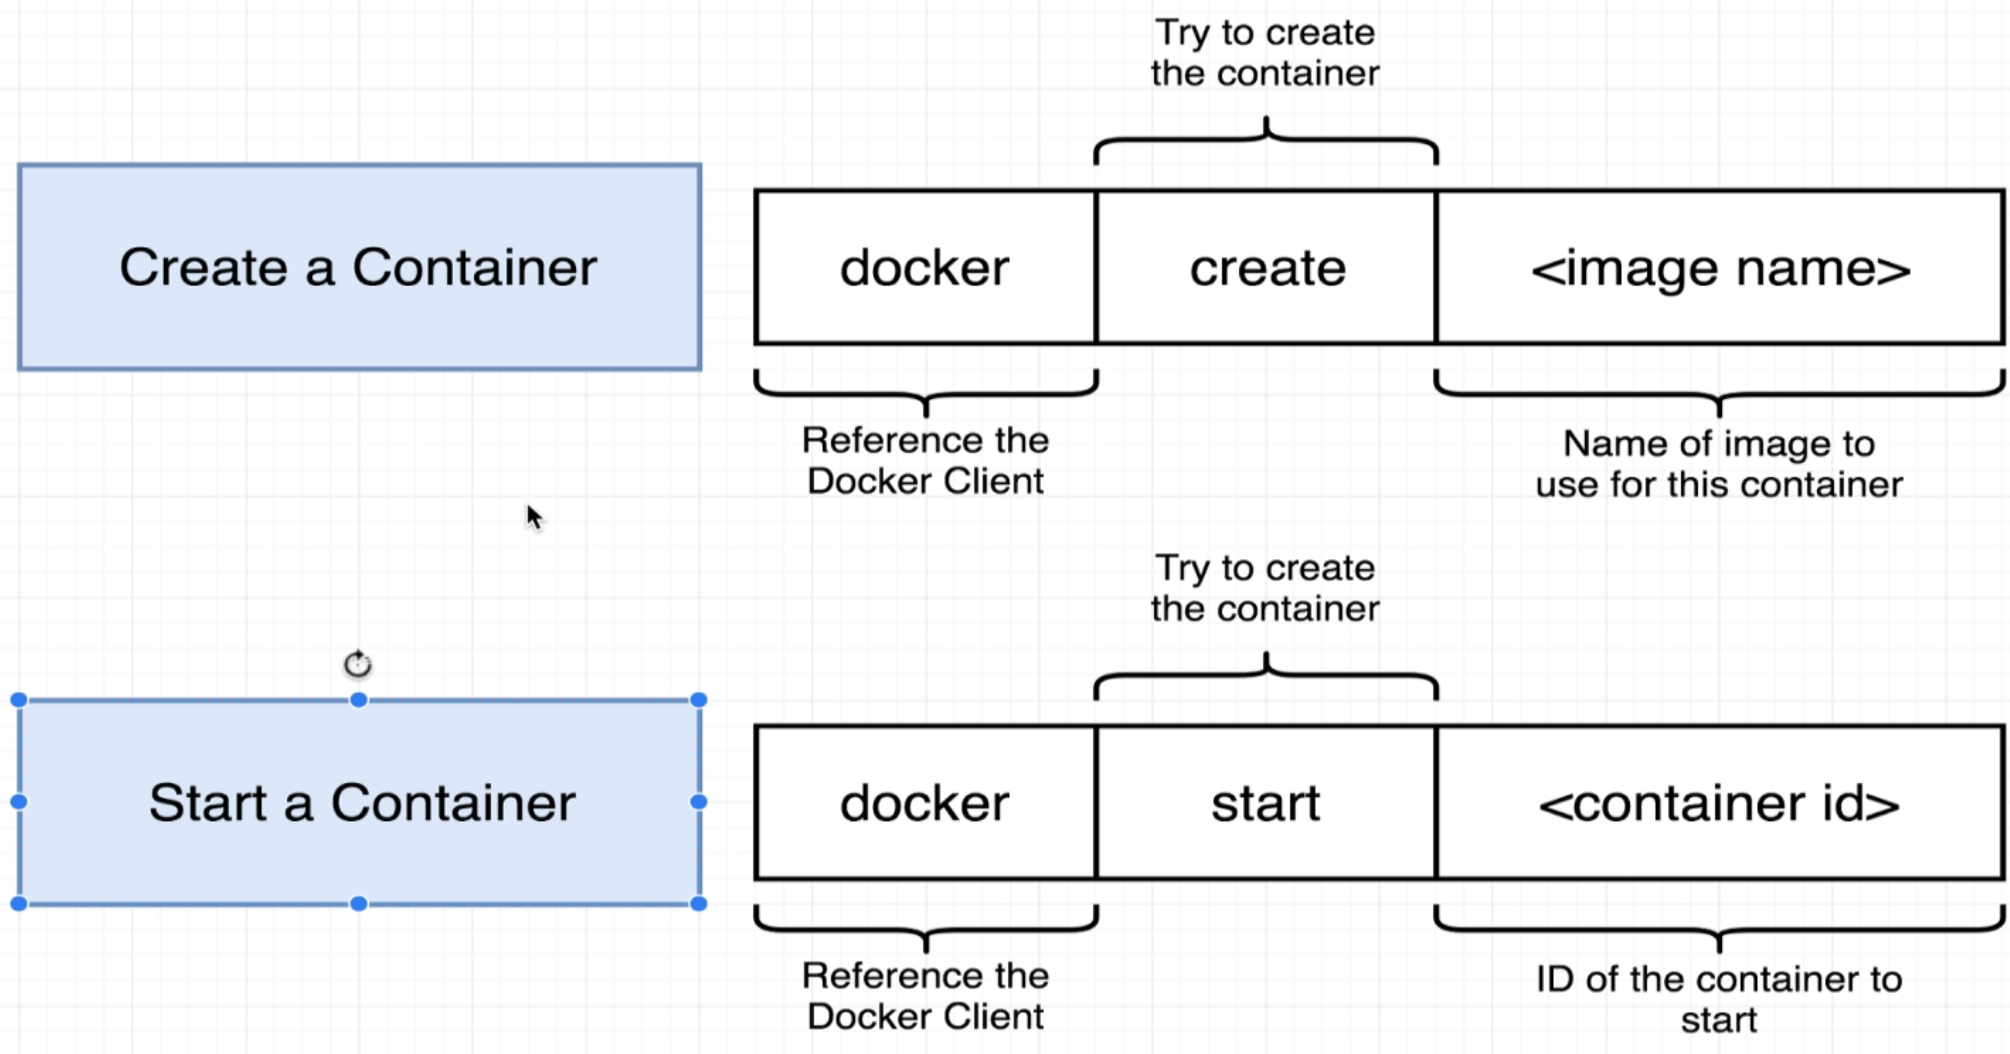 Try to create
the container
Create a Container
docker
create
<image name>
Reference the
Docker Client
Name of image to
use for this container
Try to create
the container
Start a Container
docker
start
<container id>
Reference the
Docker Client
ID of the container to
start